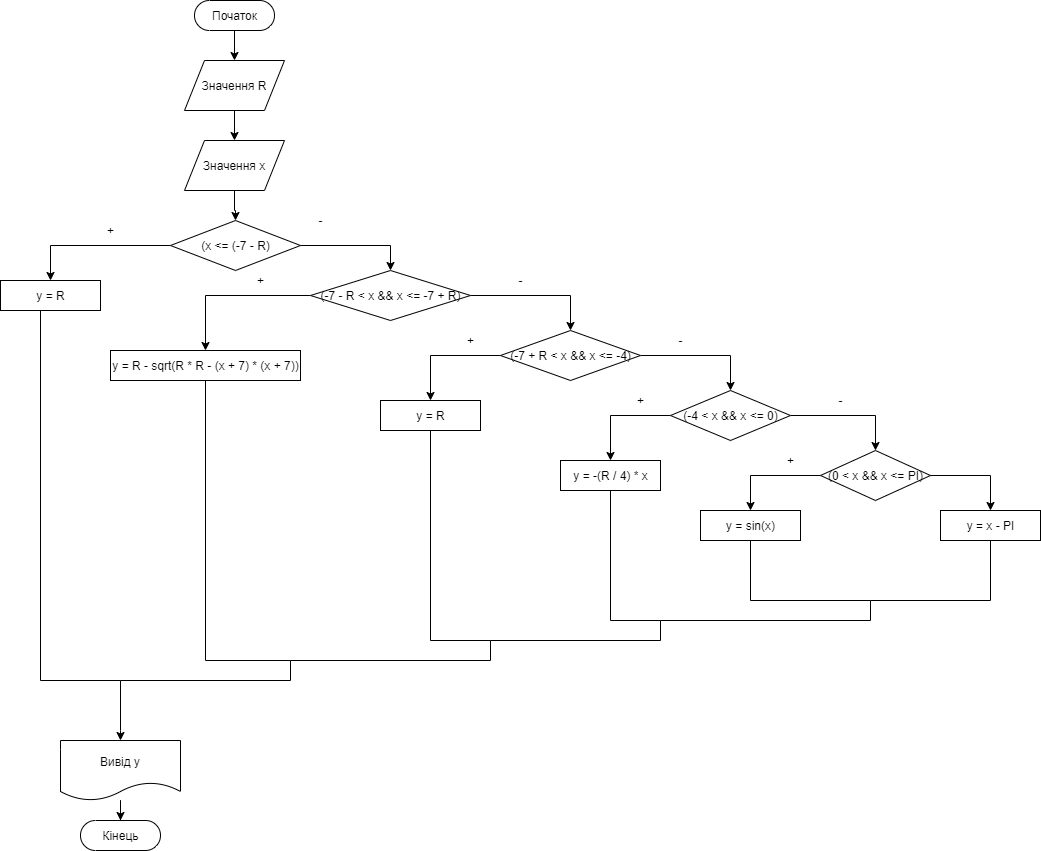 Початок
Значення R
Значення x
+
-
(x <= (-7 - R)
+
-
y = R
(-7 - R < x && x <= -7 + R)
+
-
y = R - sqrt(R * R - (x + 7) * (x + 7))
(-7 + R < x && x <= -4)
+
-
y = R
(-4 < x && x <= 0)
+
y = -(R / 4) * x
(0 < x && x <= PI)
y = sin(x)
y = x - PI
Вивід y
Кінець